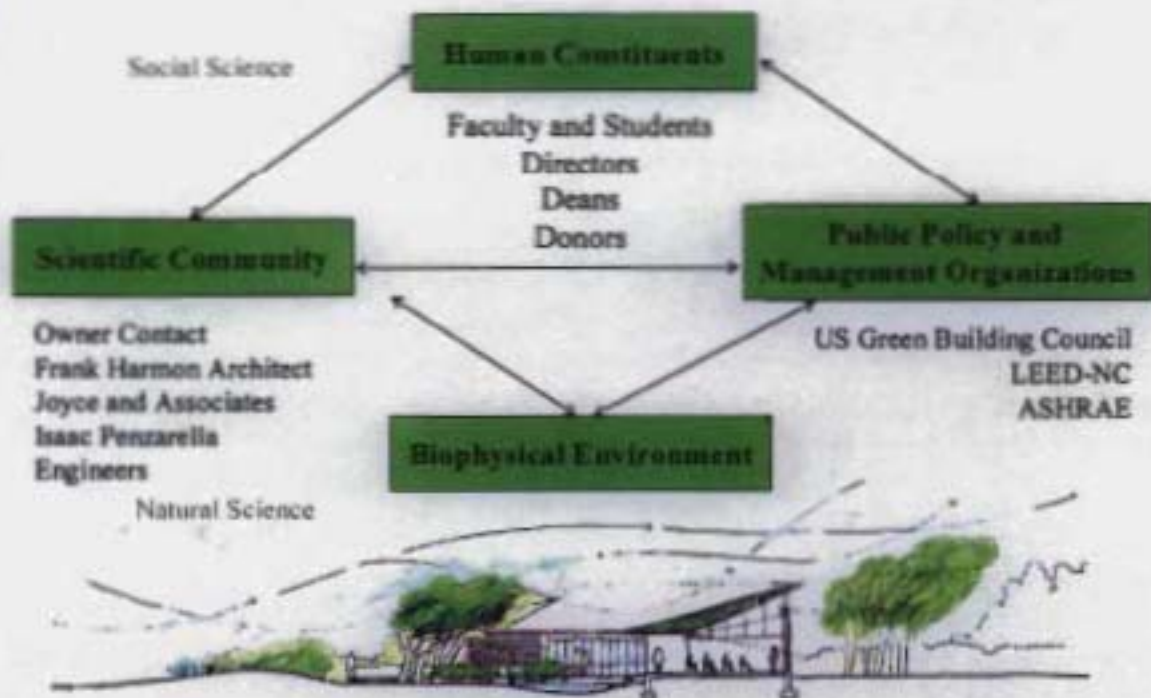 Human Constituents
Social Science
Faculty and Students
Directors
Deans
Donors
Scientific Community
Public Policy and
Management Organizations
Owner Contact
Frank Harmon Architect
Joyce and Associates
Isaac Penzarella
Engineers
US Green Building Council
LEED-NC
ASHRAE
Biophysical Environment
Natural Science